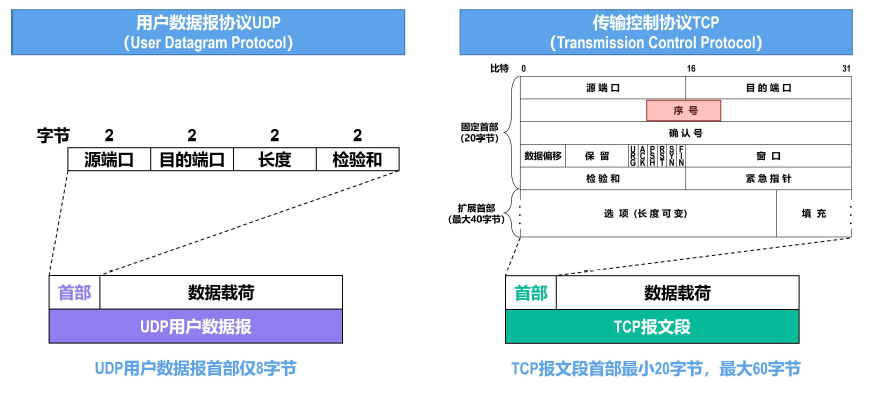 用户数据报协议UDP
（User Datagram Protocol）
字节 2 2 2 2
源端口 目的端口 长度 检验和
首部 数据载荷
UDP用户数据报
UDP用户数据报首部仅8字节
传输控制协议TCP
（Transmission Control Protocol）
比特 0 16 31
源端口 目的端口
序号
固定首部
(20字节)
确认号
数据偏移 保留 URG ACK PSH RST SYN FIN 窗口
检验和 紧急指针
扩展首部
(最大40字节)
选项 (长度可变) 填充
首部 数据载荷
TCP报文段
TCP报文段首部最小20字节，最大60字节